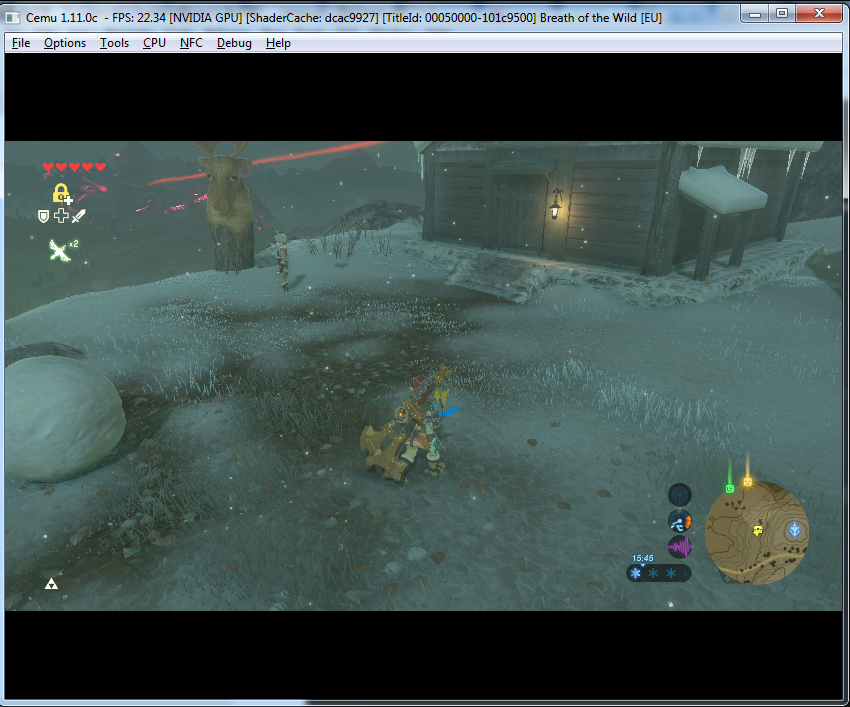 Cemu 1.11.0c - FPS: 22.34 [NVIDIA GPU] [ShaderCache: dcac9927] [TitleId: 00050000-101c9500] Breath of the Wild [EU]
File Options Tools CPU NFC Debug Help
×2
15:45